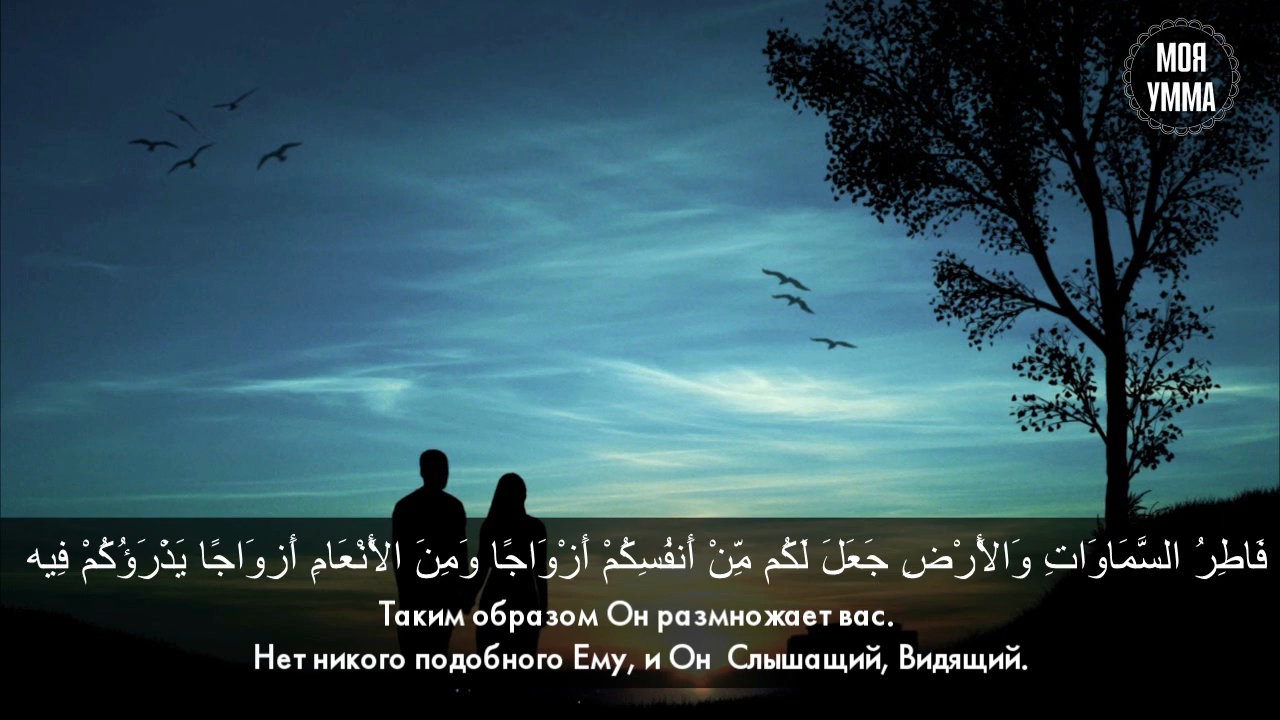 МОЯ
УММА
فَاطِرُ السَّمَاوَاتِ وَالأَرْضِ جَعَلَ لَكُم مِّنْ أَنفُسِكُمْ أَزْوَاجًا وَمِنَ الأَنْعَامِ أَزوَاجًا يَذْرَؤُكُمْ فِيه
Таким образом Он размножает вас.
Нет никого подобного Ему, и Он Слышащий, Видящий.